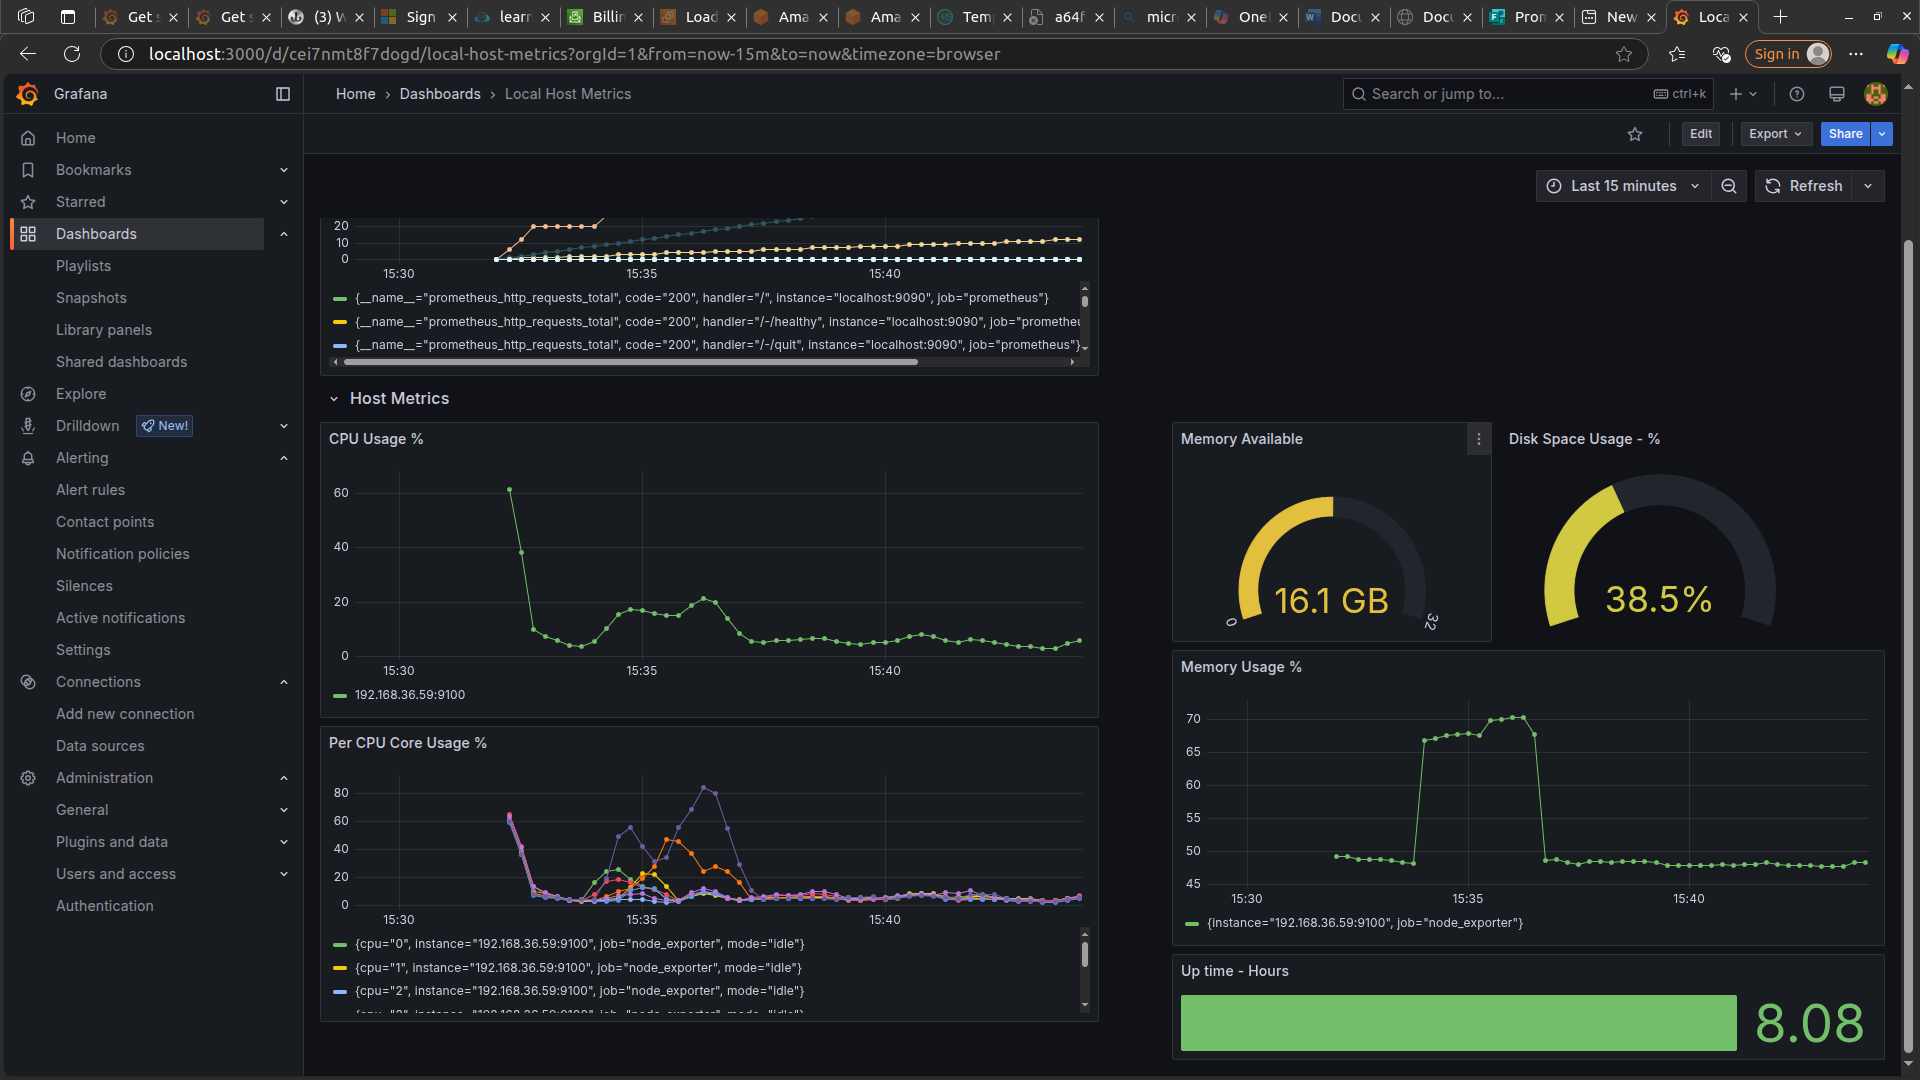 Get
Get
(3) W
Sign
learn
Billin
Load
Ama
Ama
Temp
a64f
micr
Onel
Docu
Docu
Pron
New
Loca
localhost:3000/d/cei7nmt8f7dogd/local-host-metrics?orgId=1&from=now-15m&to=now&timezone=browser
Sign in
Grafana
Home › Dashboards › Local Host Metrics
Search or jump to...
ctrl+k
Edit
Export
Share
Last 15 minutes
Refresh
Home
Bookmarks
Starred
Dashboards
Playlists
Snapshots
Library panels
Shared dashboards
Explore
Drilldown
New!
Alerting
Alert rules
Contact points
Notification policies
Silences
Active notifications
Settings
Connections
Add new connection
Data sources
Administration
General
Plugins and data
Users and access
Authentication
20
10
0
15:30
15:35
15:40
{__name__="prometheus_http_requests_total", code="200", handler="/", instance="localhost:9090", job="prometheus"}
{__name__="prometheus_http_requests_total", code="200", handler="/-/healthy", instance="localhost:9090", job="prometheu
{__name__="prometheus_http_requests_total", code="200", handler="/-/quit", instance="localhost:9090", job="prometheus"}
Host Metrics
CPU Usage %
60
40
20
0
15:30
15:35
15:40
192.168.36.59:9100
Per CPU Core Usage %
80
60
40
20
0
15:30
15:35
15:40
{cpu="0", instance="192.168.36.59:9100", job="node_exporter", mode="idle"}
{cpu="1", instance="192.168.36.59:9100", job="node_exporter", mode="idle"}
{cpu="2", instance="192.168.36.59:9100", job="node_exporter", mode="idle"}
Memory Available
16.1 GB
0
32
Disk Space Usage - %
38.5%
Memory Usage %
70
65
60
55
50
45
15:30
15:35
15:40
{instance="192.168.36.59:9100", job="node_exporter"}
Up time - Hours
8.08